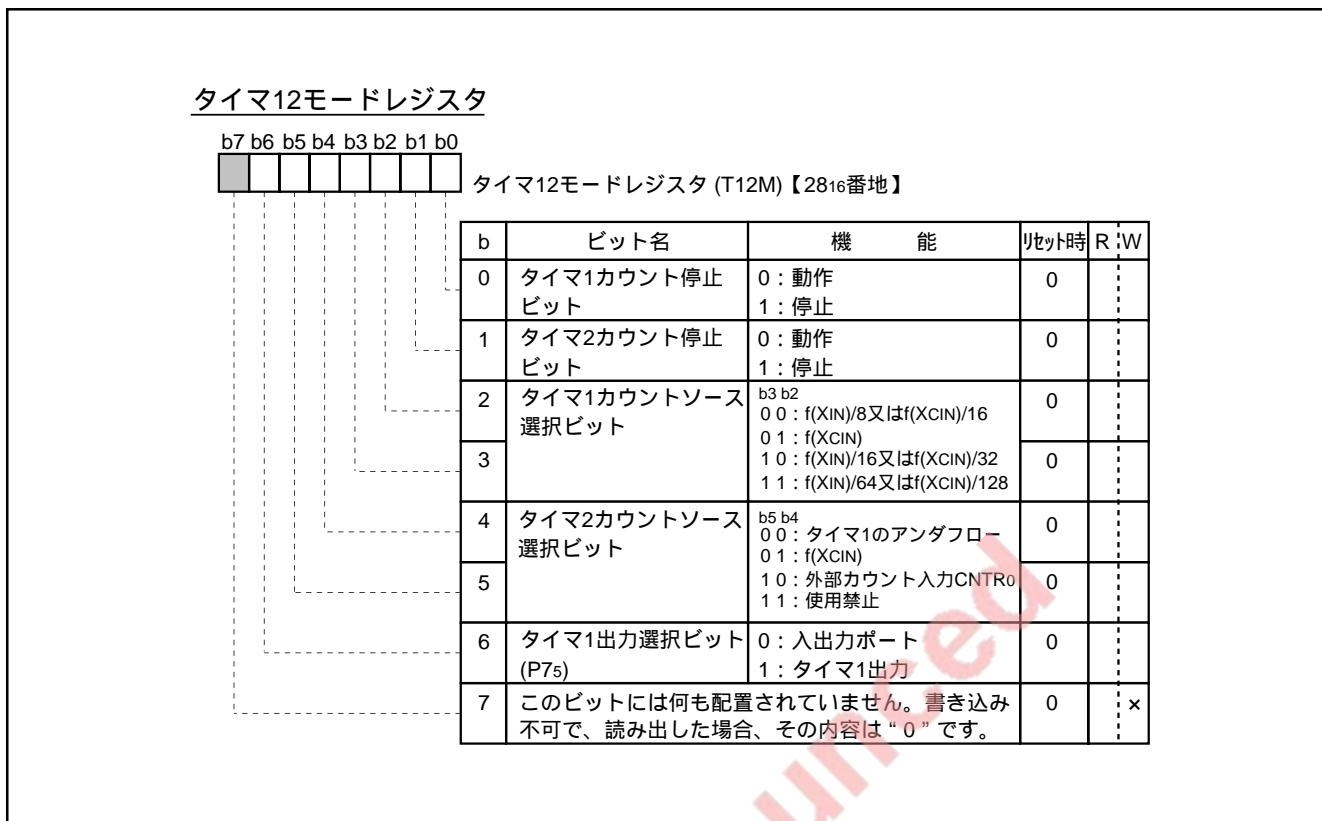 タイマ12モードレジスタ
b7 b6 b5 b4 b3 b2 b1 b0
タイマ12モードレジスタ (T12M)【2816番地】
b ビット名 機 能 リセット時 R W
0 タイマ1カウント停止 0：動作 0
ビット 1：停止
1 タイマ2カウント停止 0：動作 0
ビット 1：停止
2 タイマ1カウントソース b3 b2 0
選択ビット 0 0：f(XIN)/8又はf(XCIN)/16
0 1：f(XCIN)
3 1 0：f(XIN)/16又はf(XCIN)/32 0
1 1：f(XIN)/64又はf(XCIN)/128
4 タイマ2カウントソース b5 b4 0
選択ビット 0 0：タイマ1のアンダフロー
0 1：f(XCIN)
5 1 0：外部カウント入力CNTR0 0
1 1：使用禁止
6 タイマ1出力選択ビット 0：入出力ポート 0
(P75) 1：タイマ1出力
7 このビットには何も配置されていません。書き込み 0 ×
不可で、読み出した場合、その内容は“0”です。
unced